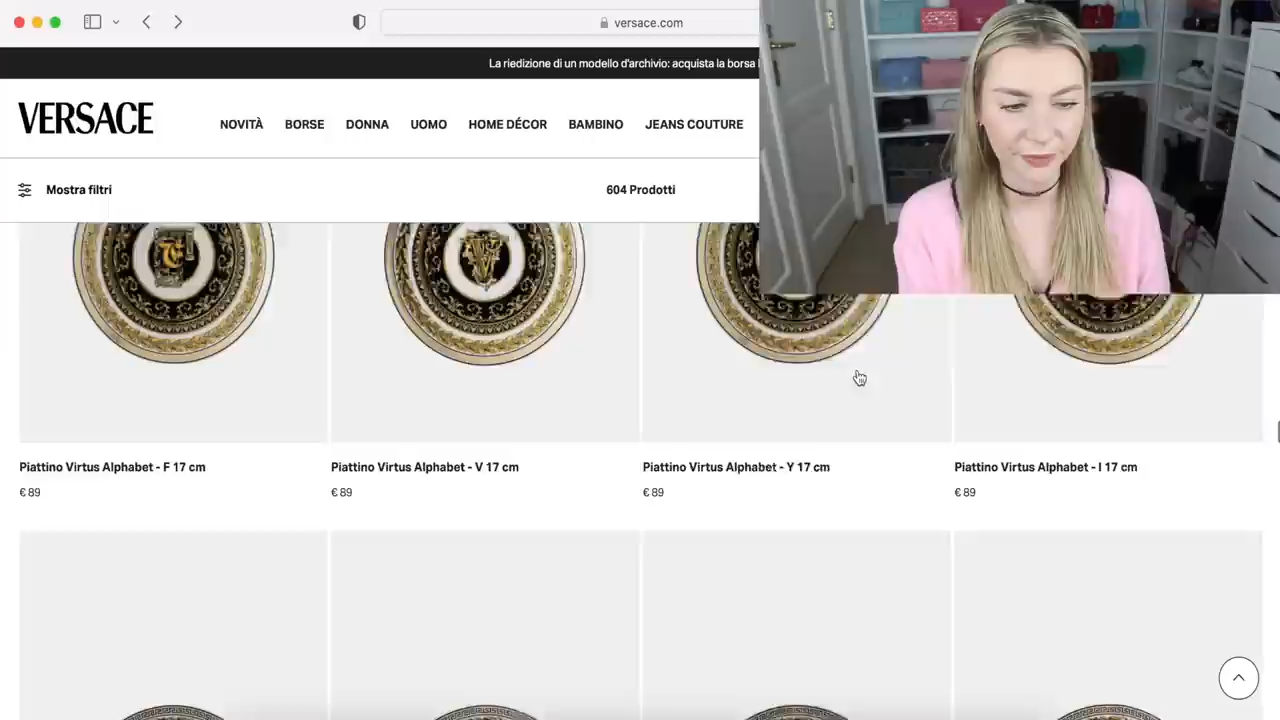 versace.com
La riedizione di un modello d'archivio: acquista la borsa
VERSACE
NOVITÀ BORSE DONNA UOMO HOME DÉCOR BAMBINO JEANS COUTURE
Mostra filtri
604 Prodotti
Piattino Virtus Alphabet - F 17 cm
Piattino Virtus Alphabet - V 17 cm
Piattino Virtus Alphabet - Y 17 cm
Piattino Virtus Alphabet - I 17 cm
€ 89
€ 89
€ 89
€ 89